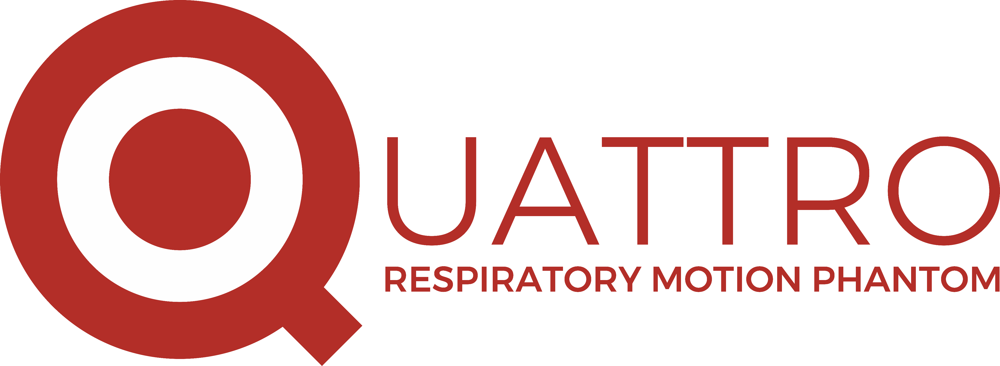 QUATTRO
RESPIRATORY MOTION PHANTOM